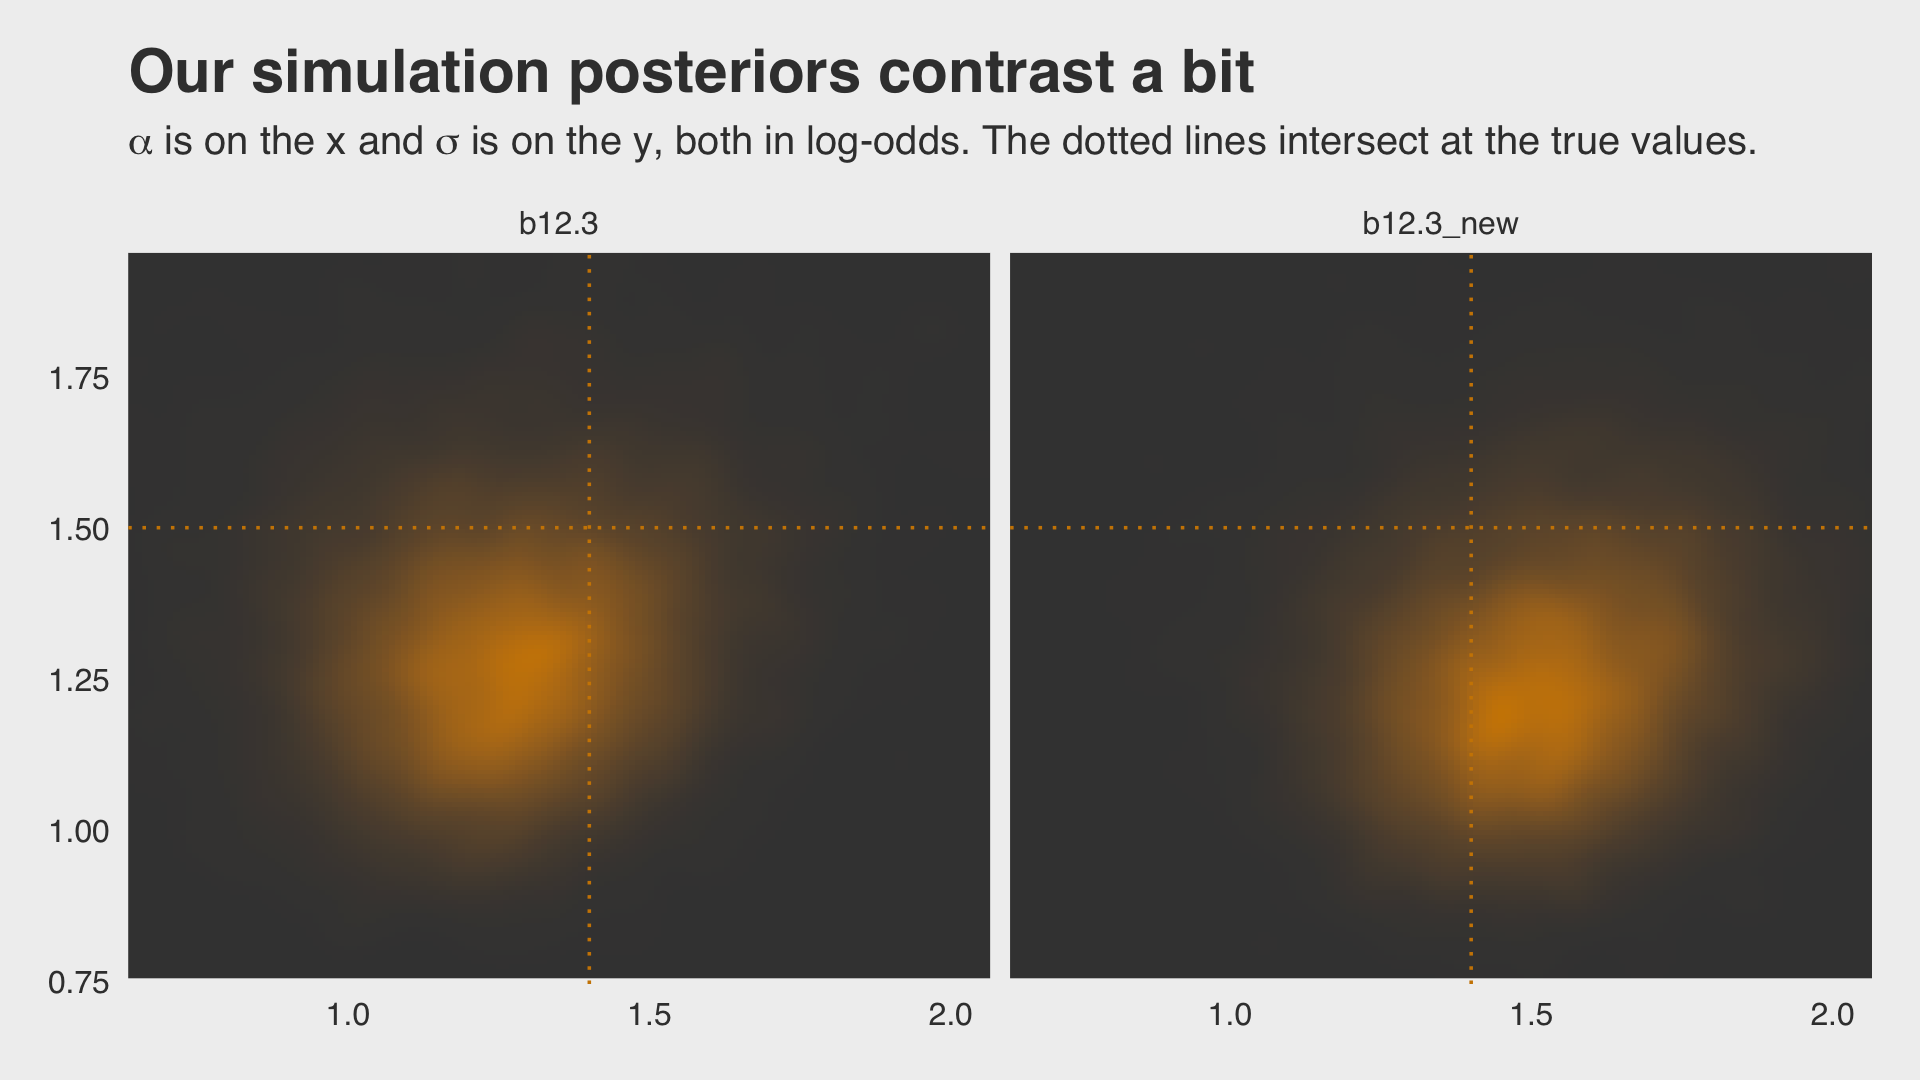 Our simulation posteriors contrast a bit
α is on the x and σ is on the y, both in log-odds. The dotted lines intersect at the true values.
b12.3
b12.3_new
1.75
1.50
1.25
1.00
0.75
1.0 1.5 2.0
1.0 1.5 2.0